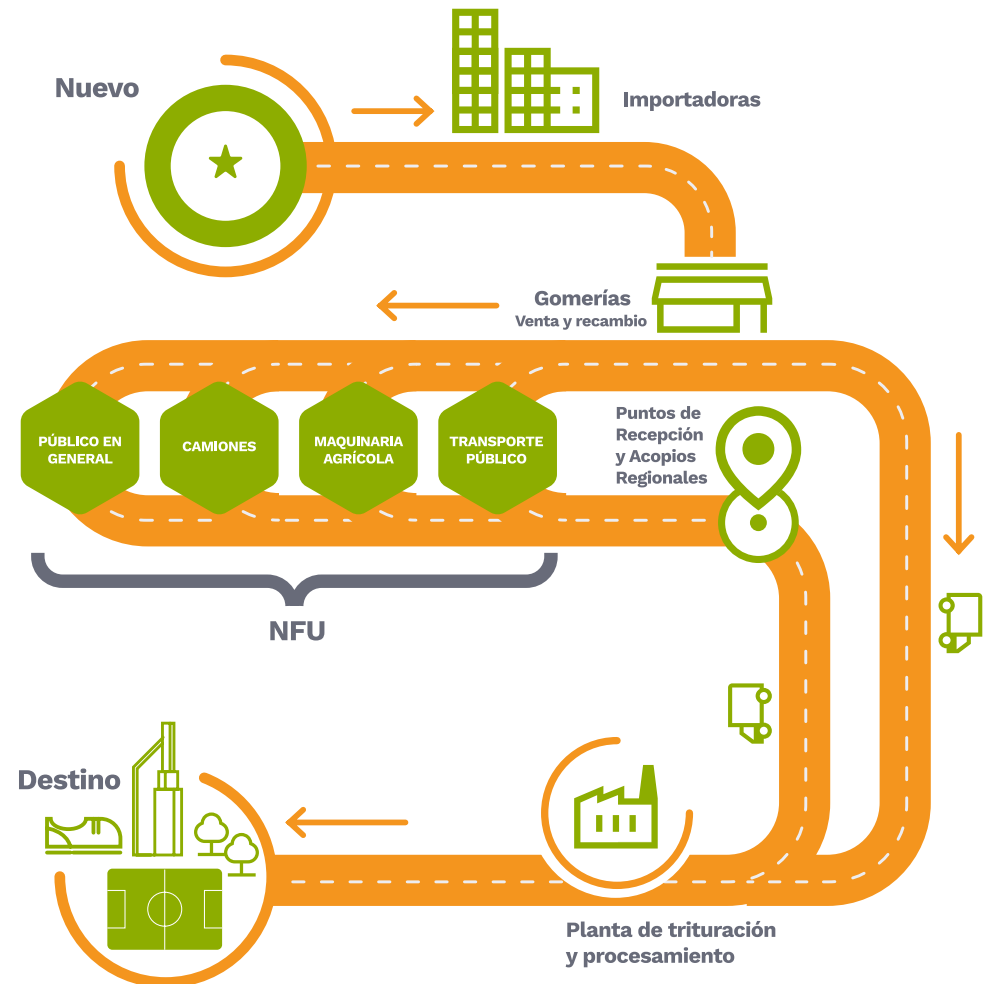 Nuevo
Importadoras
Gomerías
Venta y recambio
PÚBLICO EN
GENERAL
CAMIONES
MAQUINARIA
AGRÍCOLA
TRANSPORTE
PÚBLICO
Puntos de
Recepción
y Acopios
Regionales
NFU
Destino
Planta de trituración
y procesamiento